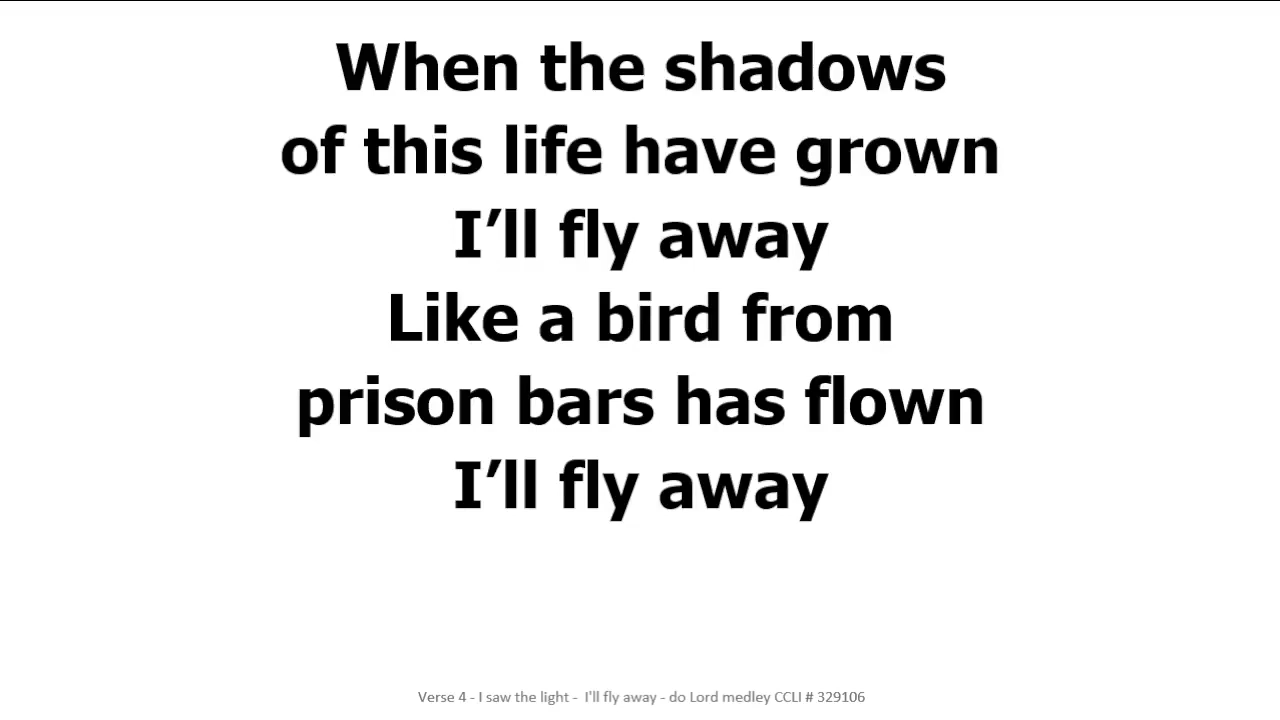 When the shadows
of this life have grown
I’ll fly away
Like a bird from
prison bars has flown
I’ll fly away
Verse 4 - I saw the light -  I'll fly away - do Lord medley CCLI # 329106